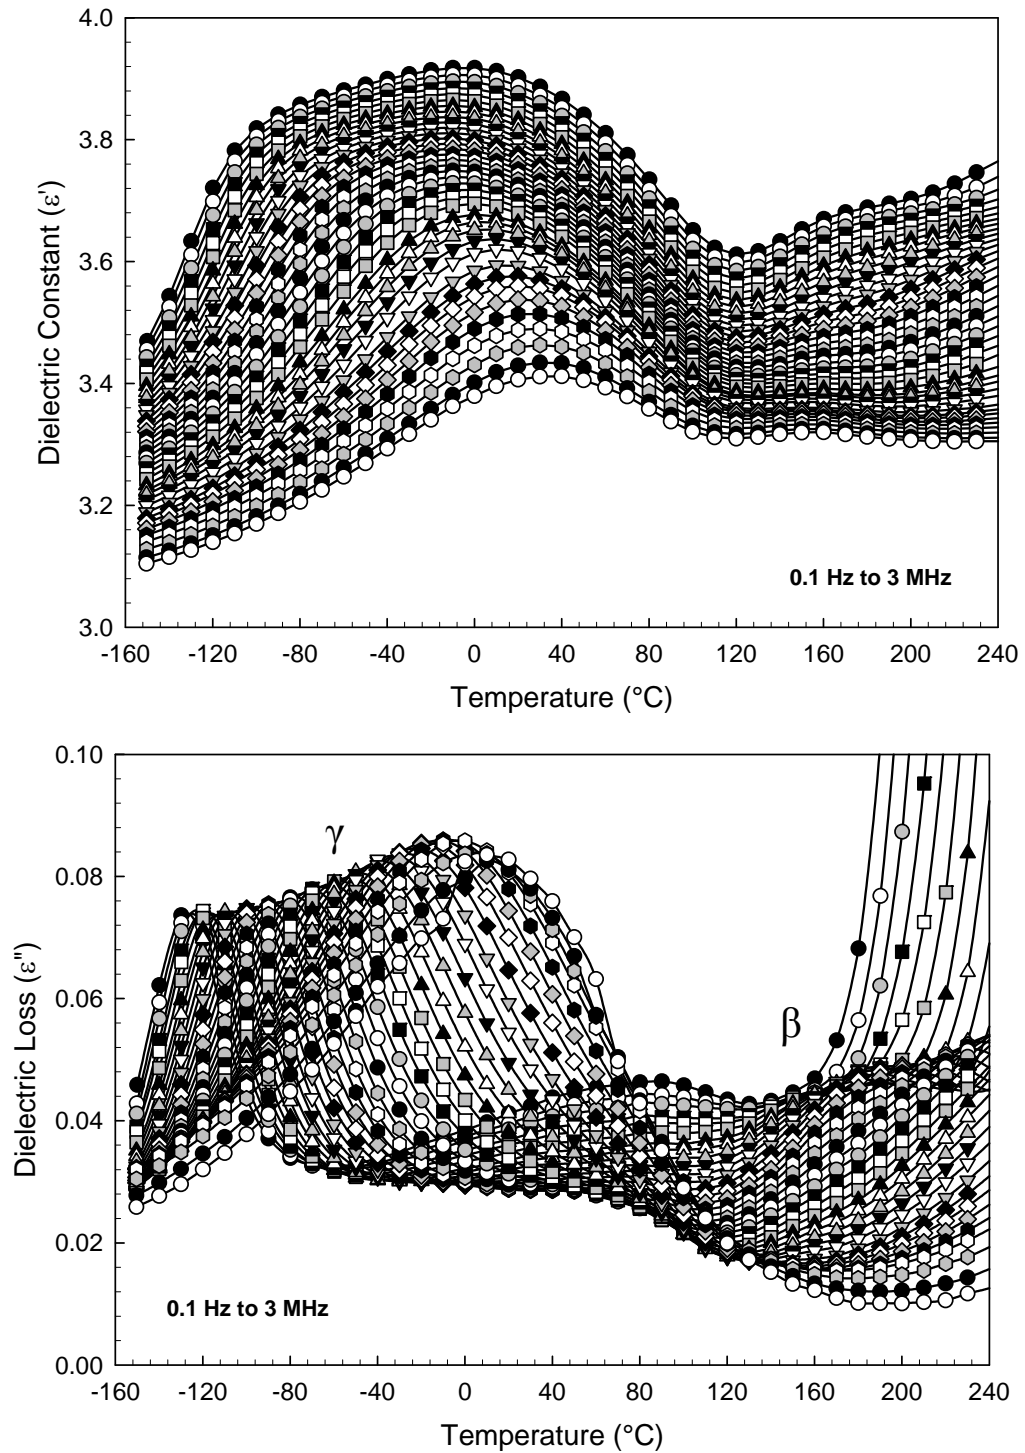 4.0
3.8
3.6
3.4
3.2
3.0
Dielectric Constant (ε')
0.1 Hz to 3 MHz
-160 -120 -80 -40 0 40 80 120 160 200 240
Temperature (°C)
0.10
0.08
0.06
0.04
0.02
0.00
Dielectric Loss (ε")
γ
β
0.1 Hz to 3 MHz
-160 -120 -80 -40 0 40 80 120 160 200 240
Temperature (°C)